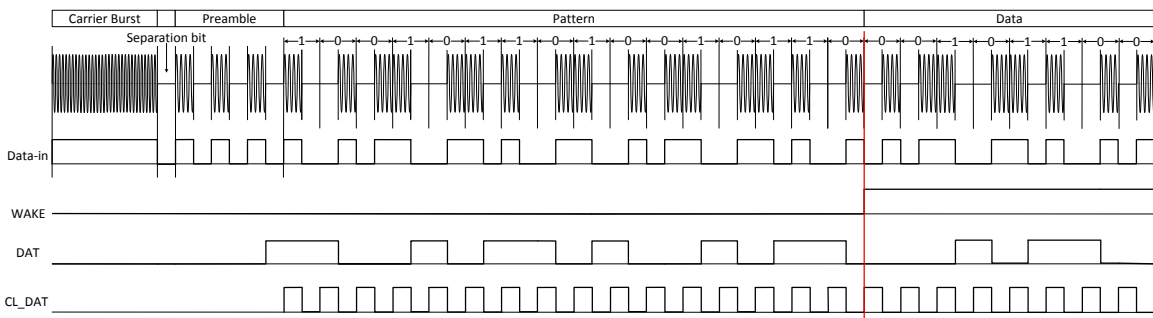 Carrier Burst Preamble Pattern Data
Separation bit
1 0 0 1 0 1 1 0 1 0 0 1 0 1 1 0 0 0 1 0 1 1 0 0
Data-in
WAKE
DAT
CL_DAT